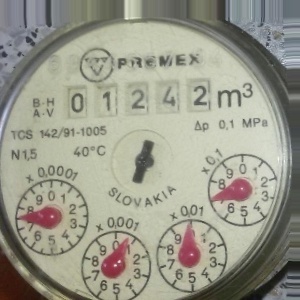 PREMEX
B-H
A-V
01242 m³
TCS 142/91-1005
Δp 0,1 MPa
N1,5
40°C
SLOVAKIA
x 0,0001
x 0,001
x 0,01
x 0,1